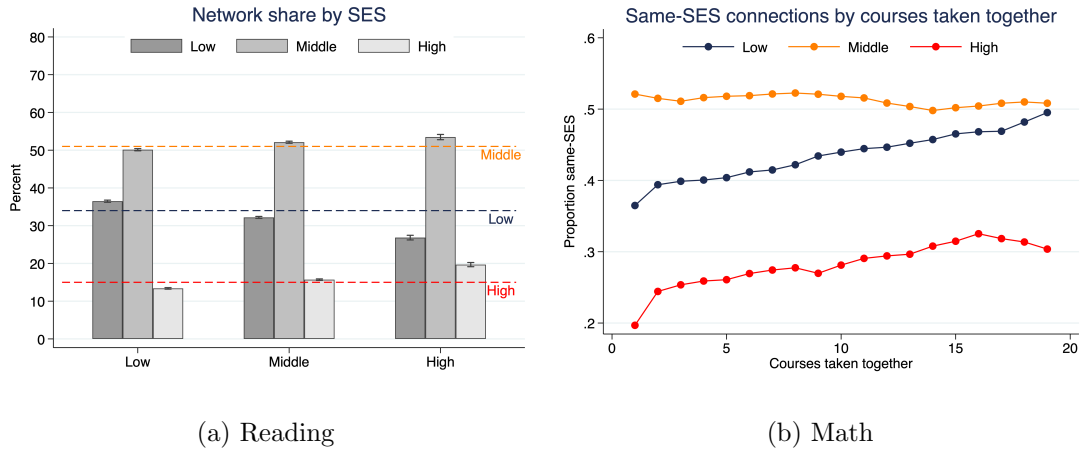 Network share by SES
Low Middle High
80
70
60
50
40
30
20
10
0
Percent
Middle
Low
High
Low Middle High
(a) Reading
Same-SES connections by courses taken together
Low Middle High
.6
.5
.4
.3
.2
Proportion same-SES
0 5 10 15 20
Courses taken together
(b) Math